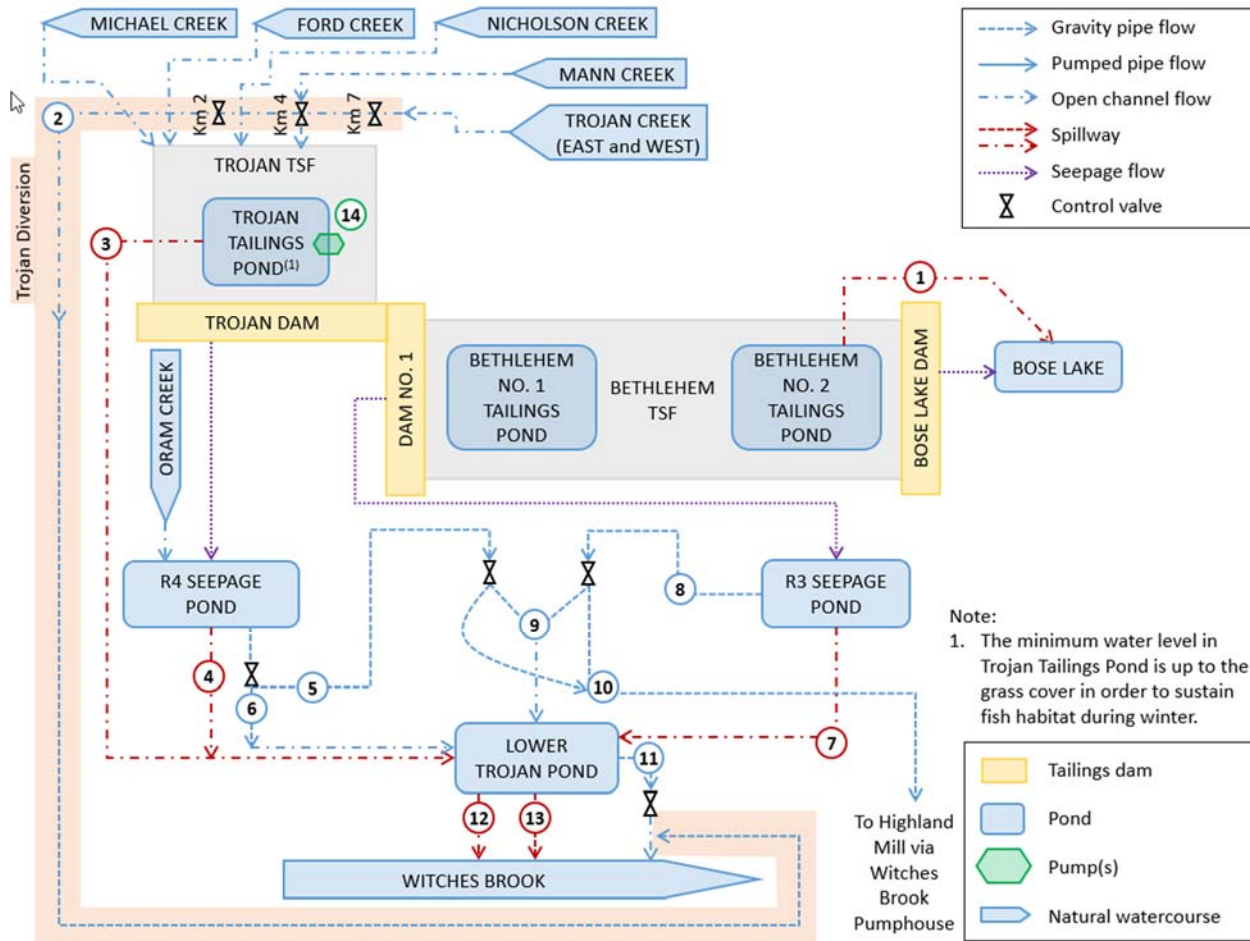 MICHAEL CREEK
FORD CREEK
NICHOLSON CREEK
MANN CREEK
TROJAN CREEK
(EAST and WEST)
2
Km 2
Km 4
Km 7
Trojan Diversion
TROJAN TSF
TROJAN
TAILINGS
POND(1)
14
3
TROJAN DAM
DAM NO. 1
BETHLEHEM
NO. 1
TAILINGS
POND
BETHLEHEM
TSF
BETHLEHEM
NO. 2
TAILINGS
POND
1
BOSE LAKE DAM
BOSE LAKE
ORAM CREEK
R4 SEEPAGE
POND
R3 SEEPAGE
POND
8
9
4
5
6
10
7
LOWER
TROJAN POND
11
12
13
WITCHES BROOK
To Highland
Mill via
Witches
Brook
Pumphouse
Gravity pipe flow
Pumped pipe flow
Open channel flow
Spillway
Seepage flow
Control valve
Note:
1. The minimum water level in
Trojan Tailings Pond is up to the
grass cover in order to sustain
fish habitat during winter.
Tailings dam
Pond
Pump(s)
Natural watercourse